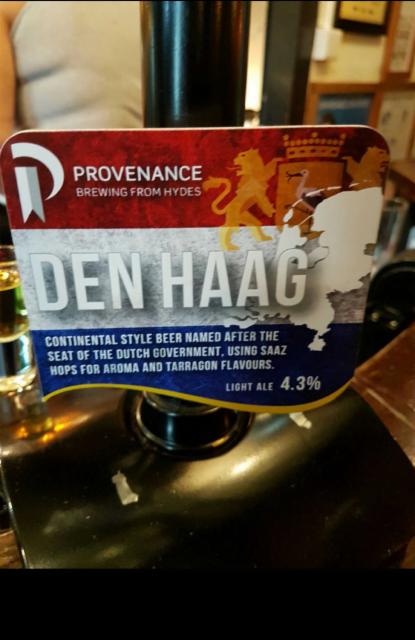 PROVENANCE
BREWING FROM HYDES
DEN HAAG
CONTINENTAL STYLE BEER NAMED AFTER THE
SEAT OF THE DUTCH GOVERNMENT, USING SAAZ
HOPS FOR AROMA AND TARRAGON FLAVOURS.
LIGHT ALE 4.3%